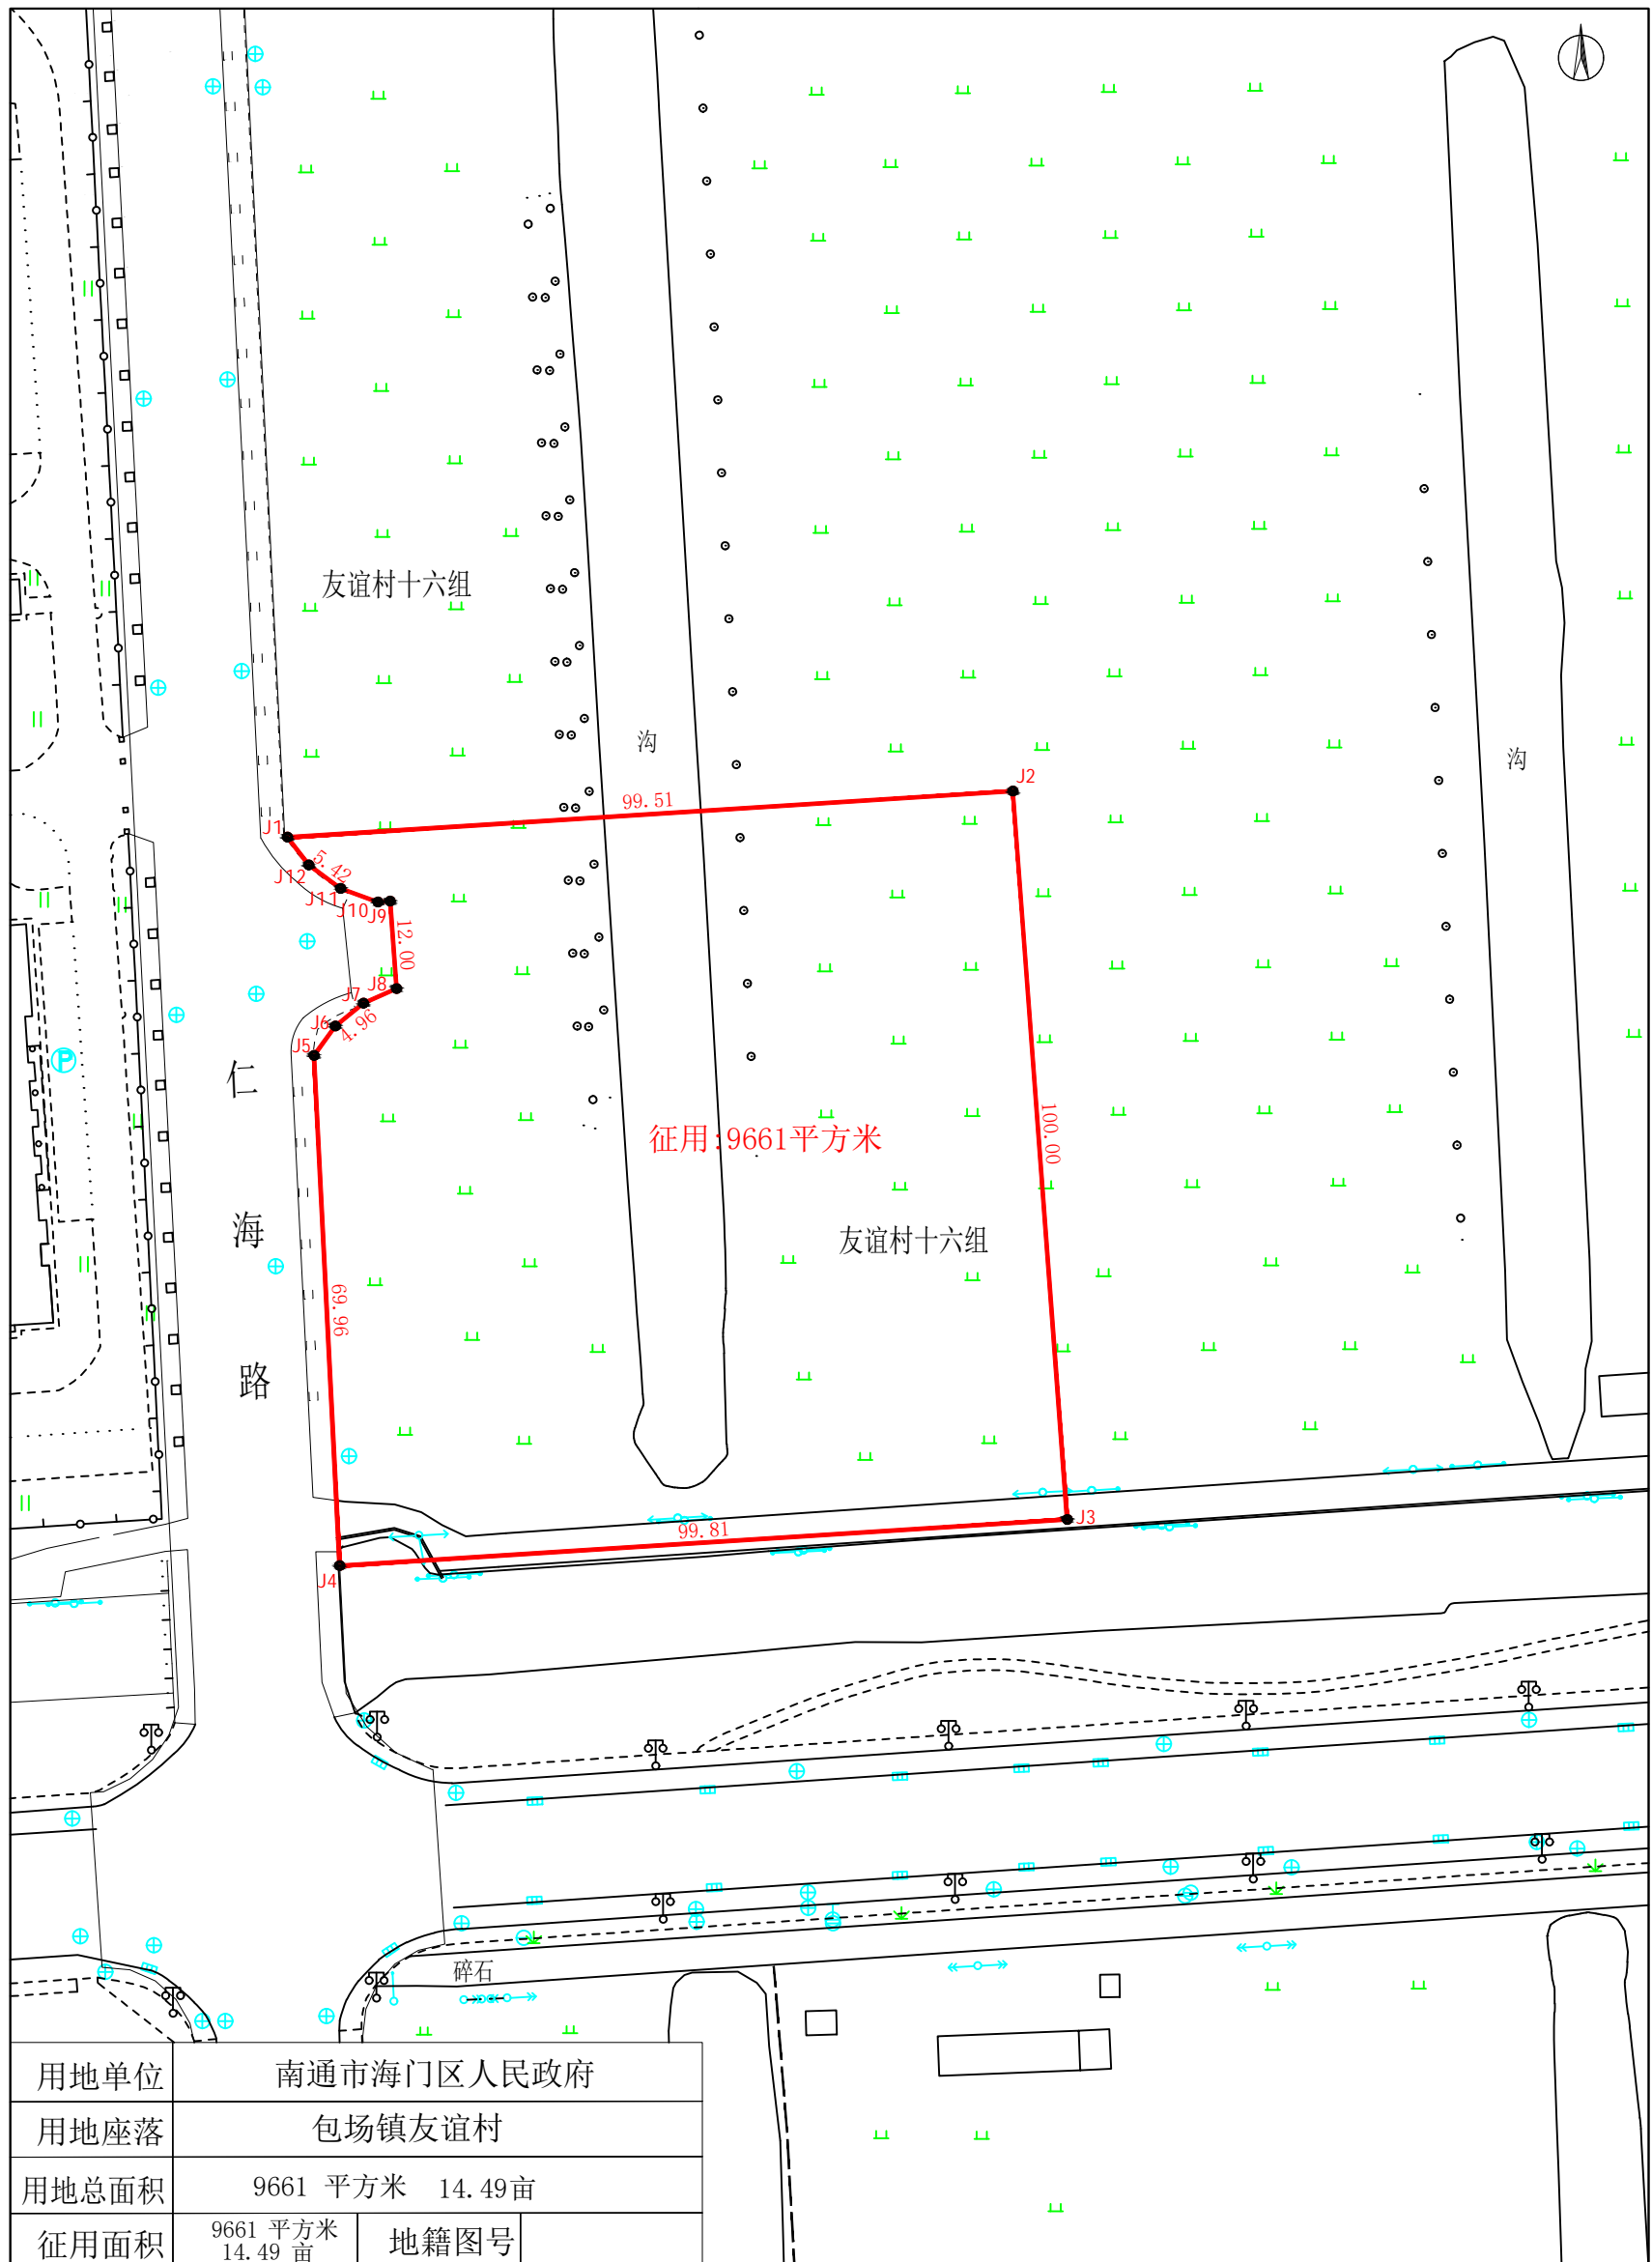 友谊村十六组
沟
沟
J2
99.51
J1
5.42
J12
J11
J10
J9
12.00
J8
J7
J6
4.96
J5
P
仁海路
征用:9661平方米
100.00
友谊村十六组
69.96
J3
99.81
J4
碎石
用地单位 南通市海门区人民政府
用地座落 包场镇友谊村
用地总面积 9661 平方米 14.49亩
征用面积 9661 平方米 14.49 亩 地籍图号